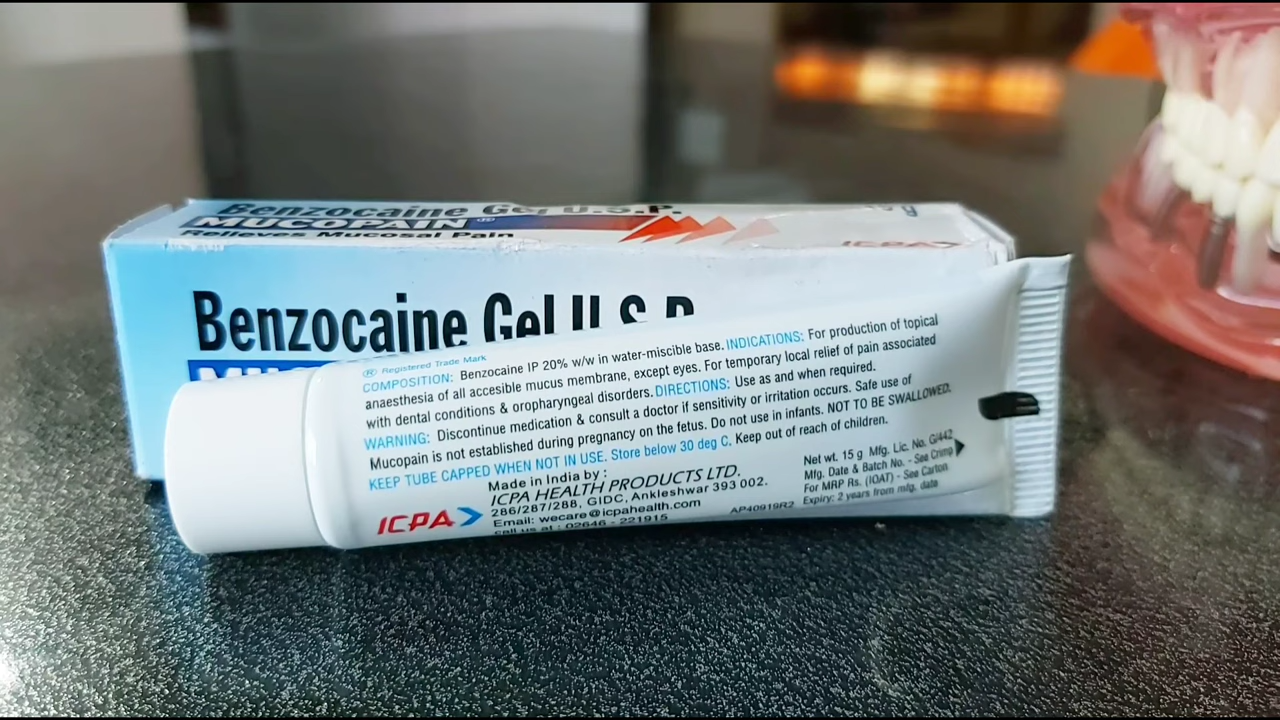 Benzocaine Gel U.S.P.
MUCOPAIN ®
Relieves Mucosal Pain
ICPA
Benzocaine Gel U.S.P.
® Registered Trade Mark
COMPOSITION: Benzocaine IP 20% w/w in water-miscible base. INDICATIONS: For production of topical
anaesthesia of all accesible mucus membrane, except eyes. For temporary local relief of pain associated
with dental conditions & oropharyngeal disorders. DIRECTIONS: Use as and when required.
WARNING: Discontinue medication & consult a doctor if sensitivity or irritation occurs. Safe use of
Mucopain is not established during pregnancy on the fetus. Do not use in infants. NOT TO BE SWALLOWED.
KEEP TUBE CAPPED WHEN NOT IN USE. Store below 30 deg C. Keep out of reach of children.
Made in India by :
ICPA HEALTH PRODUCTS LTD.
286/287/288, GIDC, Ankleshwar 393 002.
Email: wecare@icpahealth.com
call us at : 02646 - 221915
ICPA
AP40919R2
Net wt. 15 g Mfg. Lic. No. G/442
Mfg. Date & Batch No. - See Crimp
For MRP Rs. (IOAT) - See Carton
Expiry: 2 years from mfg. date